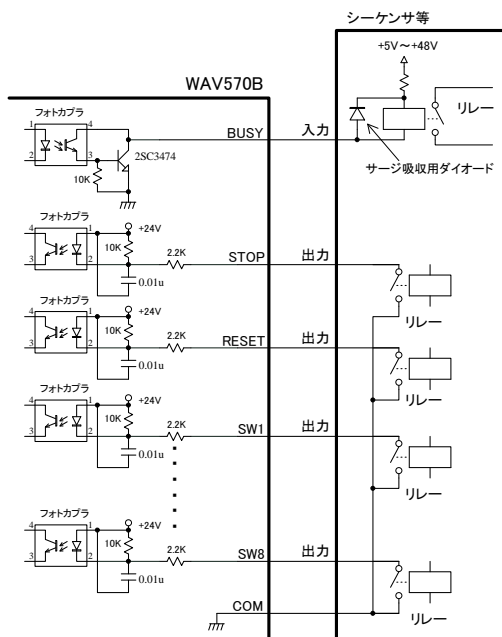 シーケンサ等
+5V～+48V
WAV570B
フォトカプラ
1
4
2
3
BUSY
入力
リレー
2SC3474
10K
サージ吸収用ダイオード
フォトカプラ
+24V
4
1
10K
2.2K
STOP
出力
3
2
0.01u
リレー
フォトカプラ
+24V
4
1
10K
2.2K
RESET
出力
3
2
0.01u
リレー
フォトカプラ
+24V
4
1
10K
2.2K
SW1
出力
3
2
0.01u
リレー
フォトカプラ
+24V
4
1
10K
2.2K
SW8
出力
3
2
0.01u
COM
リレー